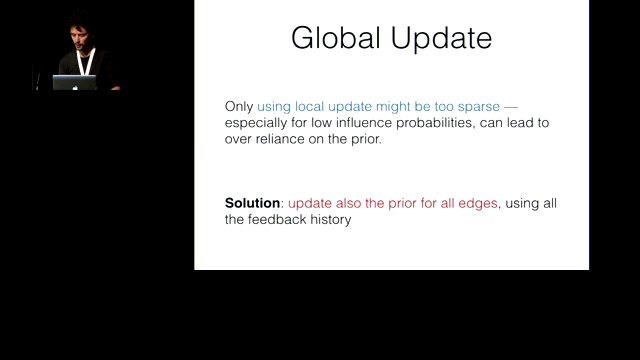 Global Update
Only using local update might be too sparse —
especially for low influence probabilities, can lead to
over reliance on the prior.
Solution: update also the prior for all edges, using all
the feedback history